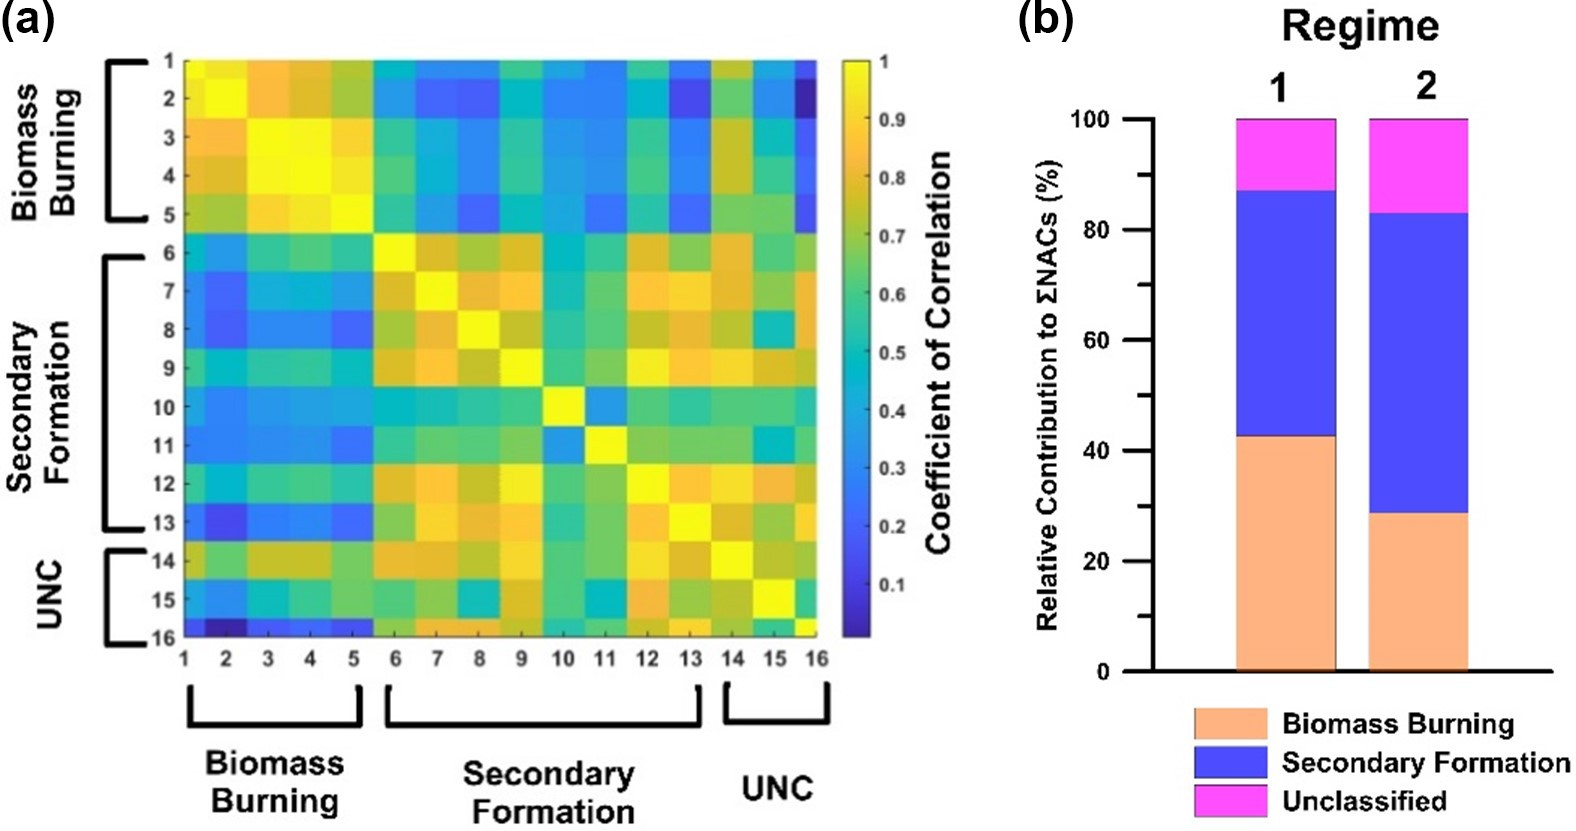 (a)
Biomass
Burning
Secondary
Formation
UNC
1
2
3
4
5
6
7
8
9
10
11
12
13
14
15
16
1 2 3 4 5 6 7 8 9 10 11 12 13 14 15 16
Biomass
Burning
Secondary
Formation
UNC
1
0.9
0.8
0.7
0.6
0.5
0.4
0.3
0.2
0.1
Coefficient of Correlation
(b)
Regime
1 2
Relative Contribution to ΣNACs (%)
100
80
60
40
20
0
Biomass Burning
Secondary Formation
Unclassified